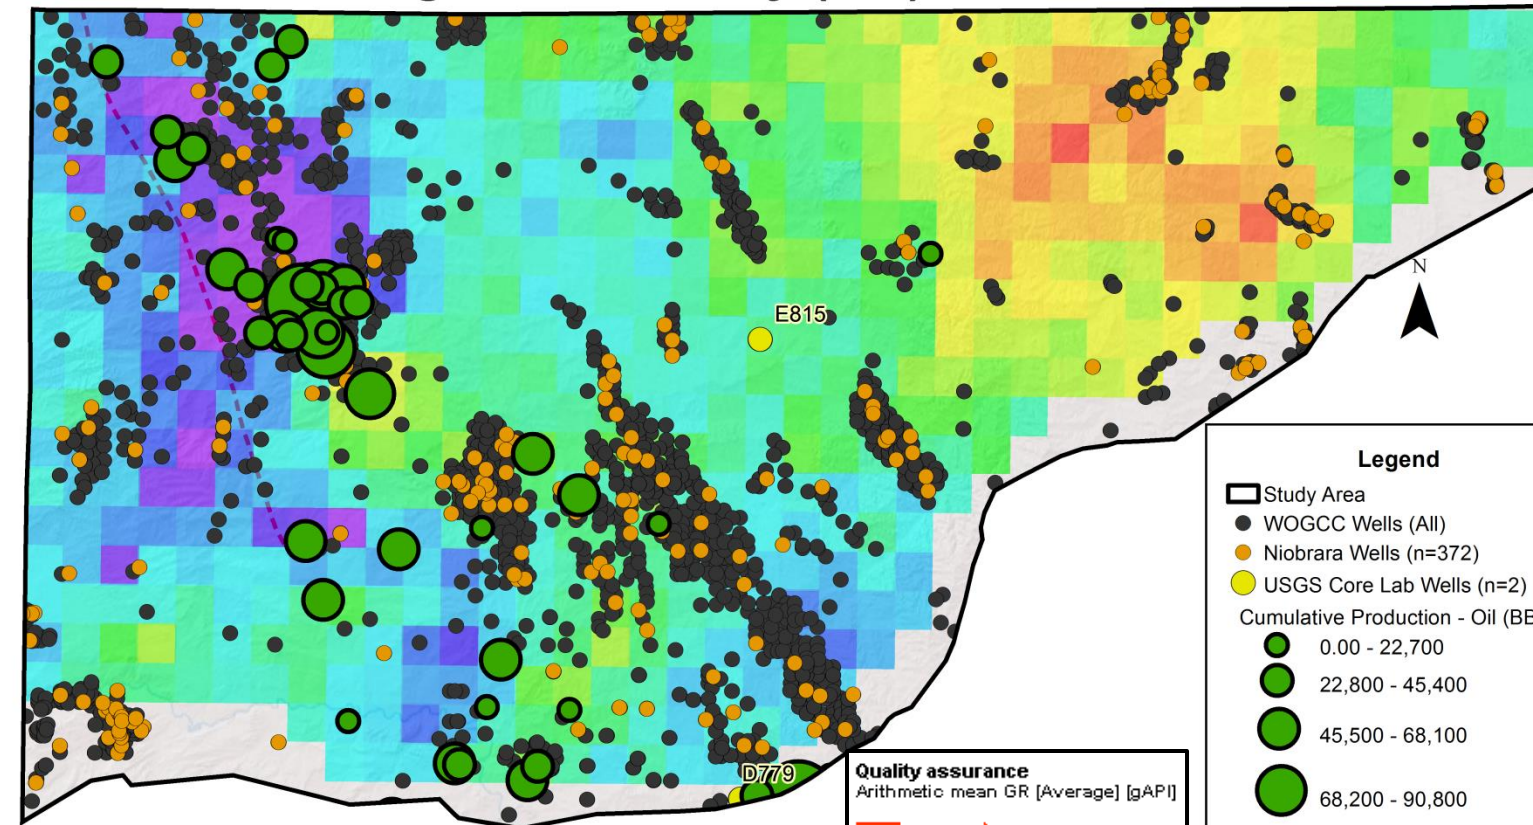 E815
N
Legend
Study Area
WOGCC Wells (All)
Niobrara Wells (n=372)
USGS Core Lab Wells (n=2)
Cumulative Production - Oil (BB
0.00 - 22,700
22,800 - 45,400
45,500 - 68,100
68,200 - 90,800
D779
Quality assurance
Arithmetic mean GR [Average] [gAPI]